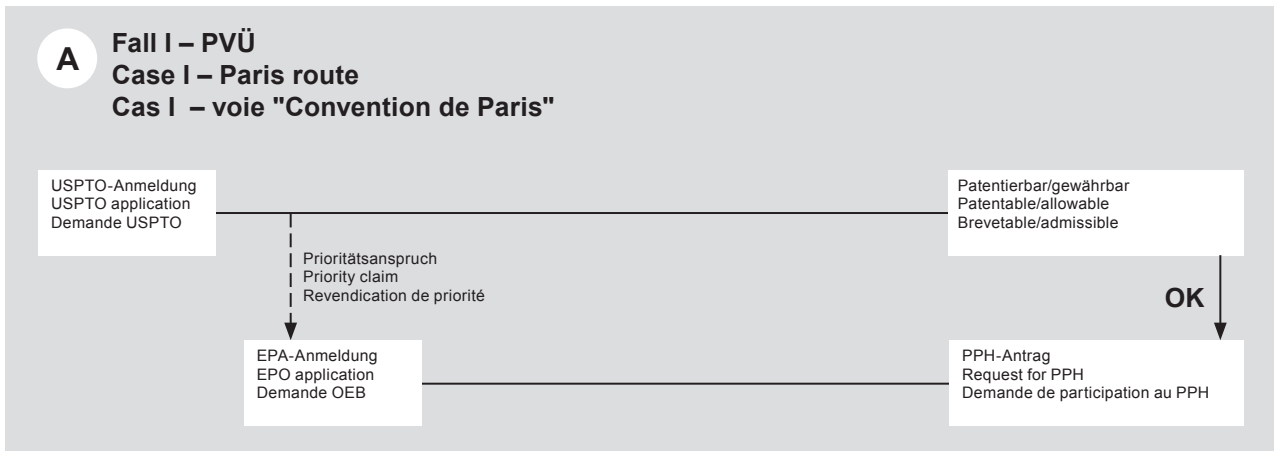 A
Fall I – PVÜ
Case I – Paris route
Cas I – voie "Convention de Paris"
USPTO-Anmeldung
USPTO application
Demande USPTO
Patentierbar/gewährbar
Patentable/allowable
Brevetable/admissible
Prioritätsanspruch
Priority claim
Revendication de priorité
OK
EPA-Anmeldung
EPO application
Demande OEB
PPH-Antrag
Request for PPH
Demande de participation au PPH